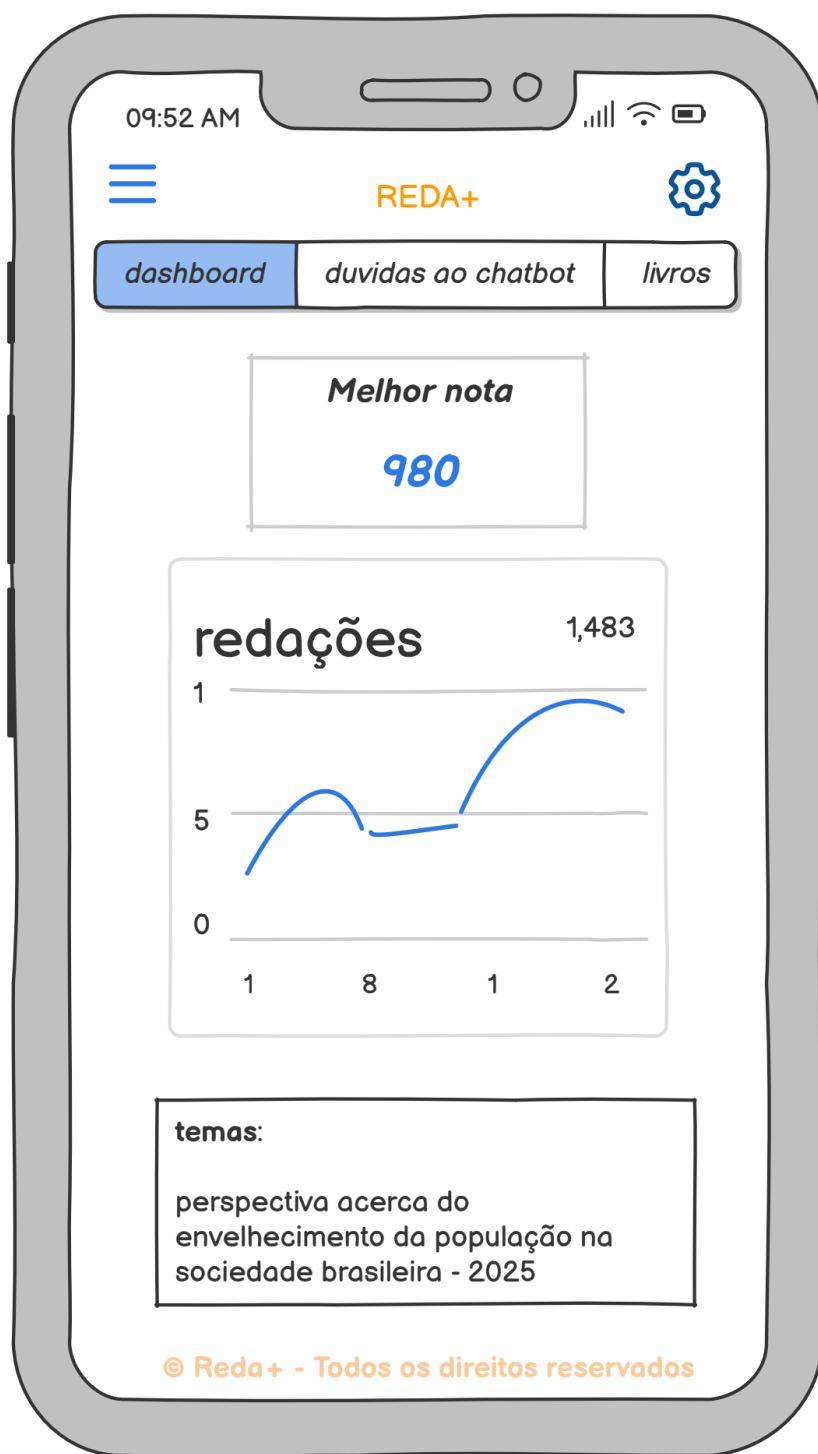 09:52 AM
REDA+
dashboard duvidas ao chatbot livros
Melhor nota
980
redações 1,483
1
5
0
1 8 1 2
temas:
perspectiva acerca do
envelhecimento da população na
sociedade brasileira - 2025
© Reda+ - Todos os direitos reservados